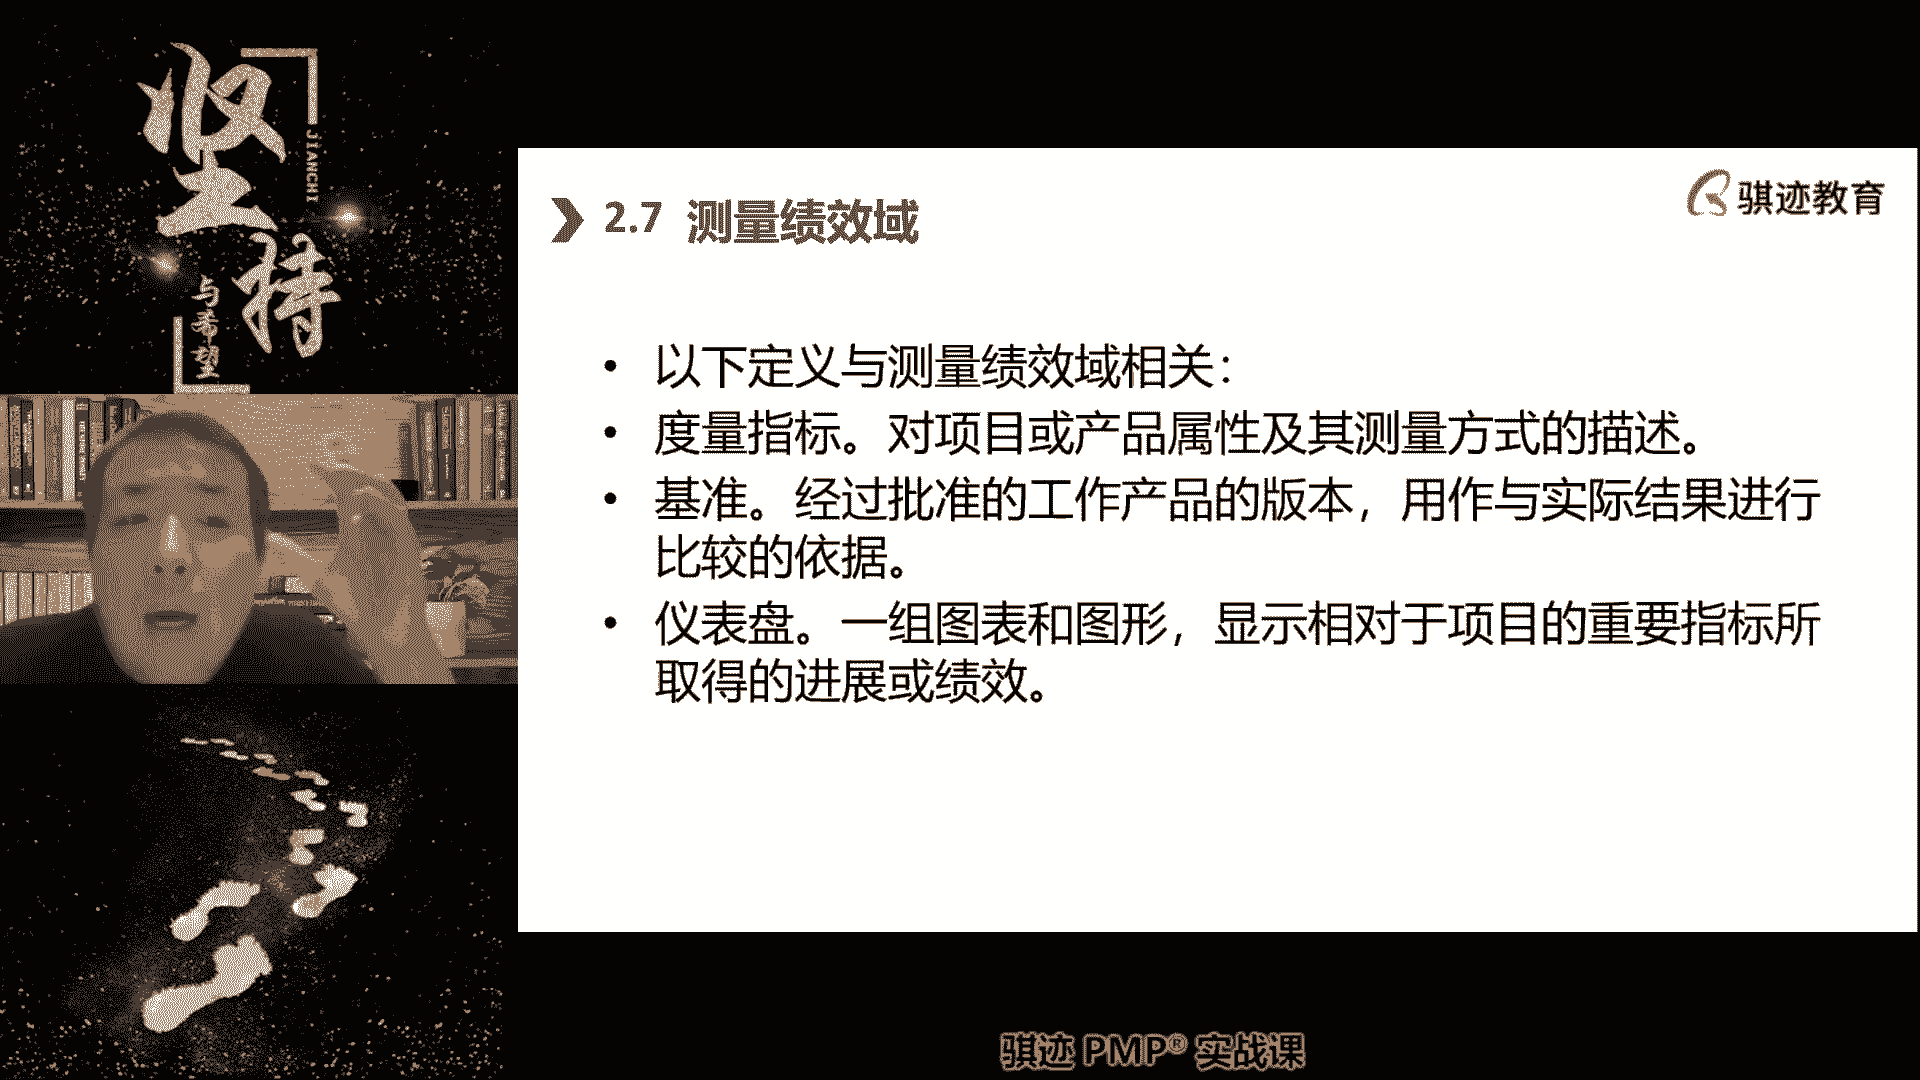 坚持
JIANCHI
与希望
骐迹教育
2.7 测量绩效域
• 以下定义与测量绩效域相关：
• 度量指标。对项目或产品属性及其测量方式的描述。
• 基准。经过批准的工作产品的版本，用作与实际结果进行
比较的依据。
• 仪表盘。一组图表和图形，显示相对于项目的重要指标所
取得的进展或绩效。
骐迹 PMP® 实战课